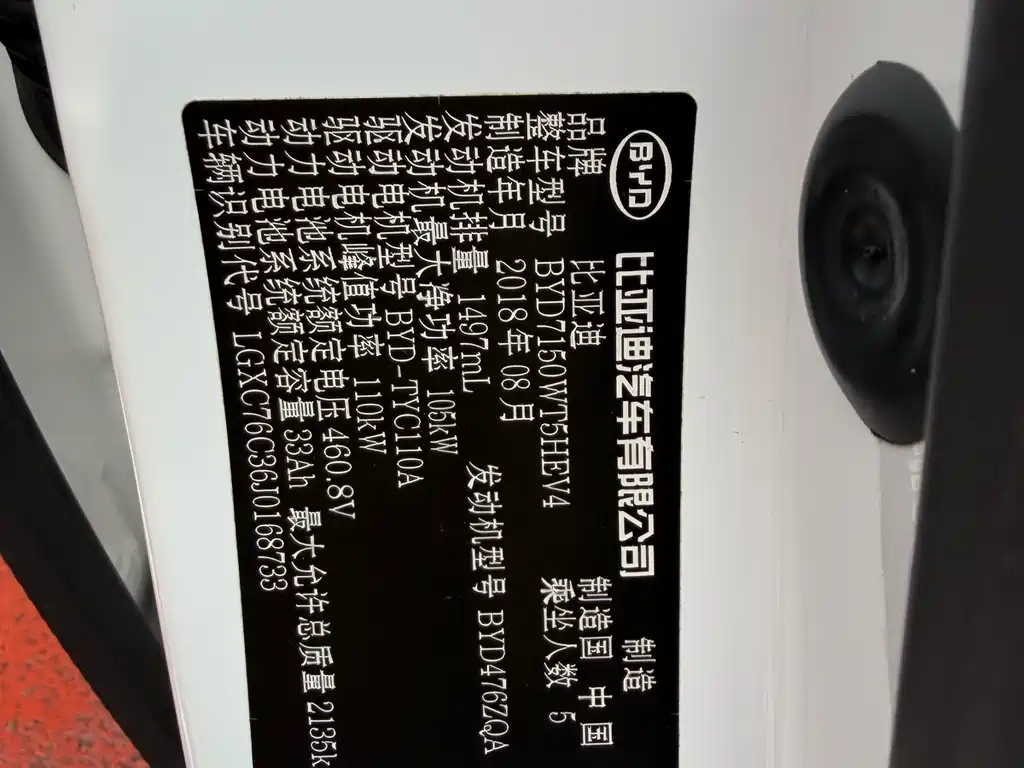 BYD 比亚迪汽车有限公司 制造
品牌 比亚迪 制造国 中国
整车型号 BYD7150WT5HEV4 乘坐人数 5
制造年月 2018年08月
发动机排量 1497mL 发动机型号 BYD476ZQA
发动机最大净功率 105kW
驱动电机型号 BYD-TYC110A
驱动电机峰值功率 110kW
动力电池系统额定电压 460.8V
动力电池系统额定容量 33Ah 最大允许总质量 2135k
车辆识别代号 LGXC76C36J0168733